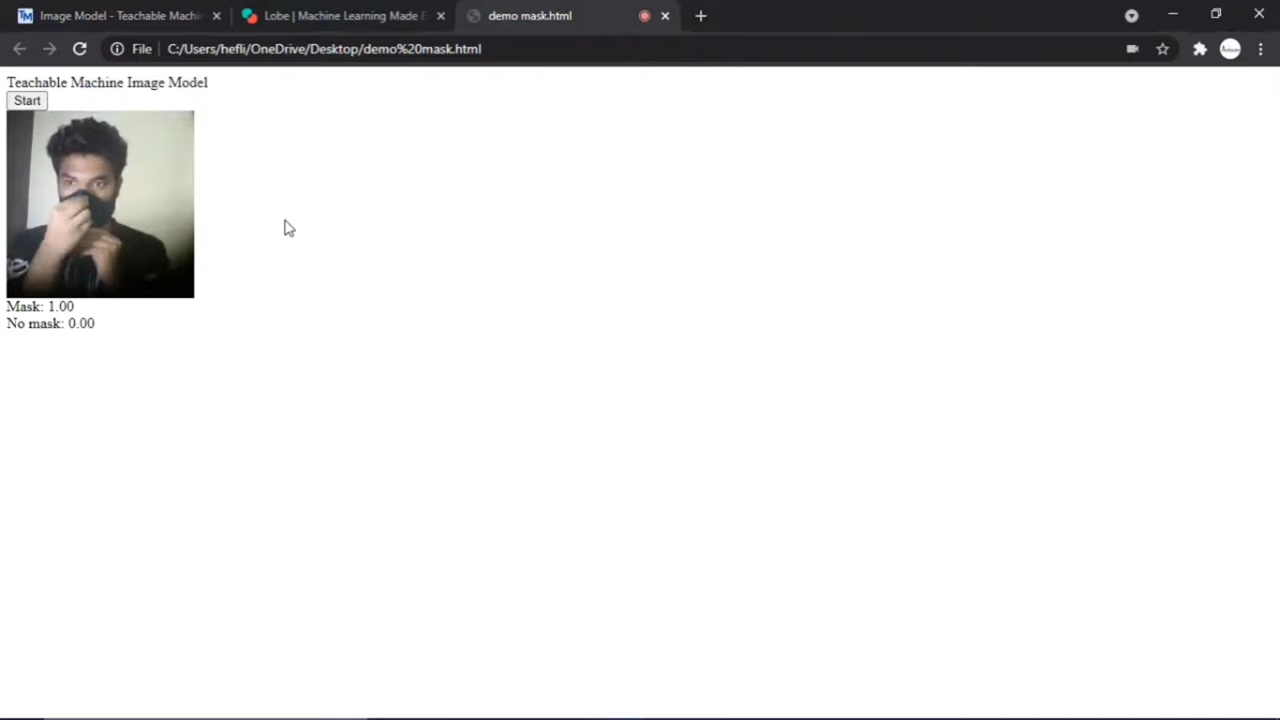 Image Model - Teachable Machi
Lobe | Machine Learning Made E
demo mask.html
File
C:/Users/hefli/OneDrive/Desktop/demo%20mask.html
Teachable Machine Image Model
Start
Mask: 1.00
No mask: 0.00